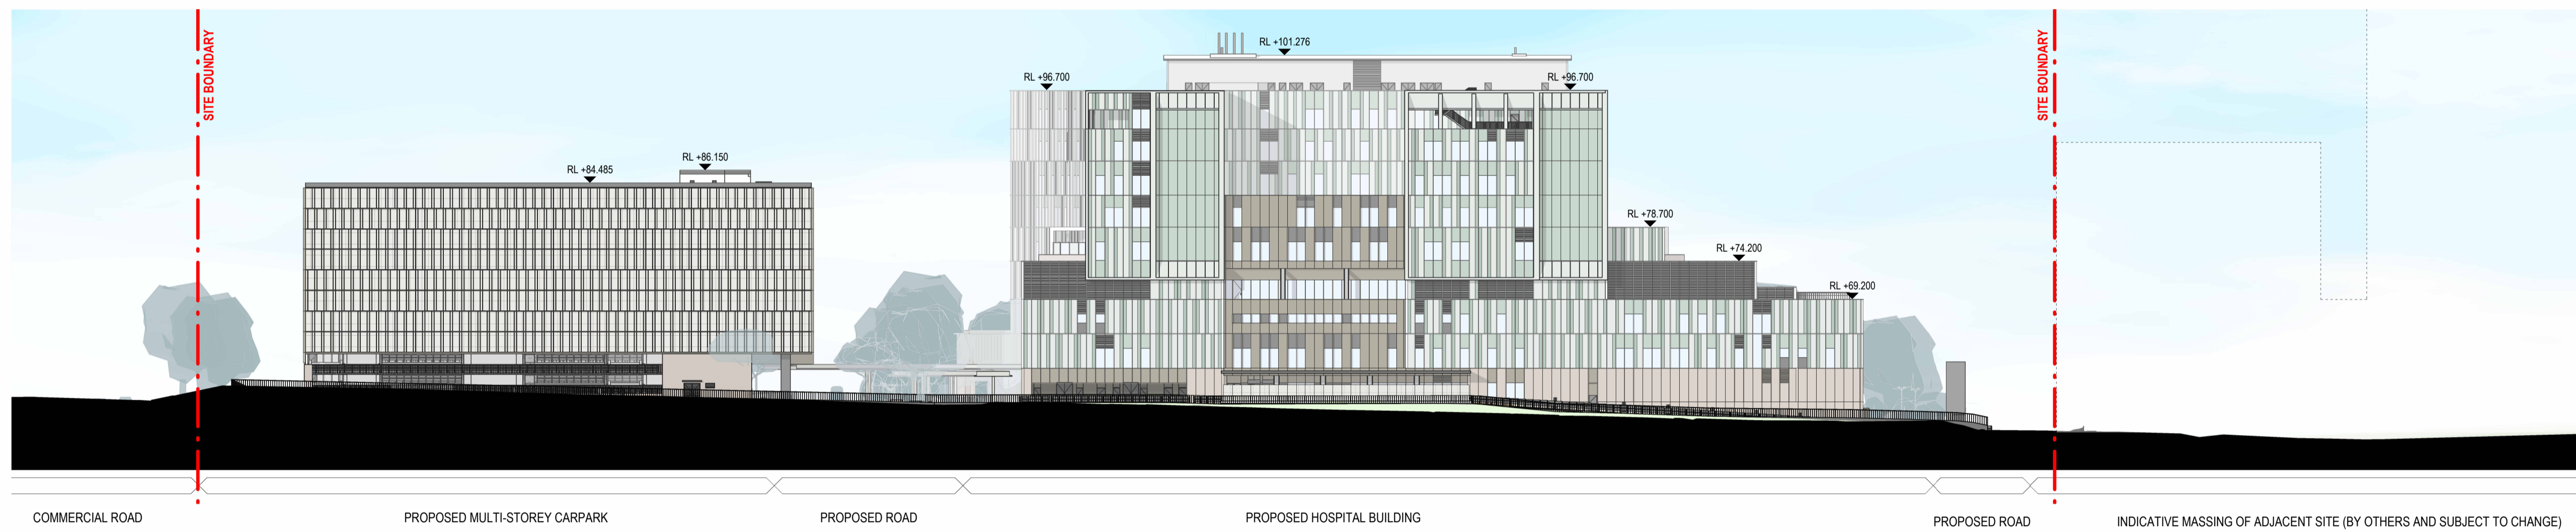 SITE BOUNDARY
SITE BOUNDARY
RL +101.276
RL +96.700
RL +96.700
RL +86.150
RL +84.485
RL +78.700
RL +74.200
RL +69.200
COMMERCIAL ROAD
PROPOSED MULTI-STOREY CARPARK
PROPOSED ROAD
PROPOSED HOSPITAL BUILDING
PROPOSED ROAD
INDICATIVE MASSING OF ADJACENT SITE (BY OTHERS AND SUBJECT TO CHANGE)